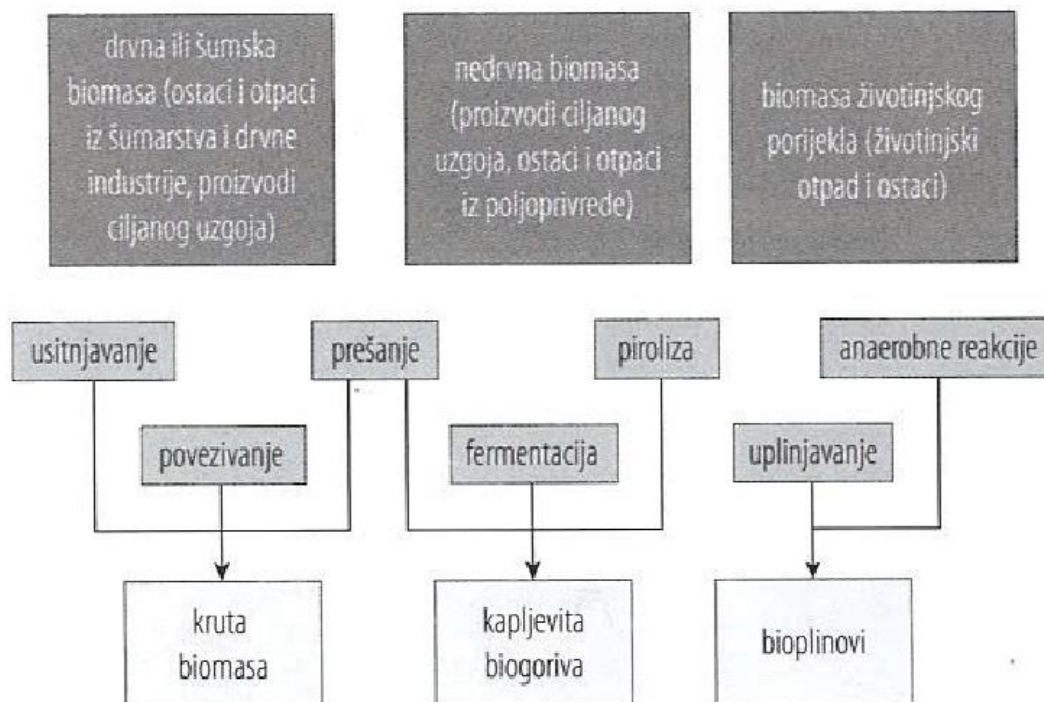 drvna ili šumska
biomasa (ostaci i otpaci
iz šumarstva i drvne
industrije, proizvodi
ciljanog uzgoja)
nedrvna biomasa
(proizvodi ciljanog
uzgoja, ostaci i otpaci
iz poljoprivrede)
biomasa životinjskog
porijekla (životinjski
otpad i ostaci)
usitnjavanje
prešanje
piroliza
anaerobne reakcije
povezivanje
fermentacija
uplinjavanje
kruta
biomasa
kapljevita
biogoriva
bioplinovi